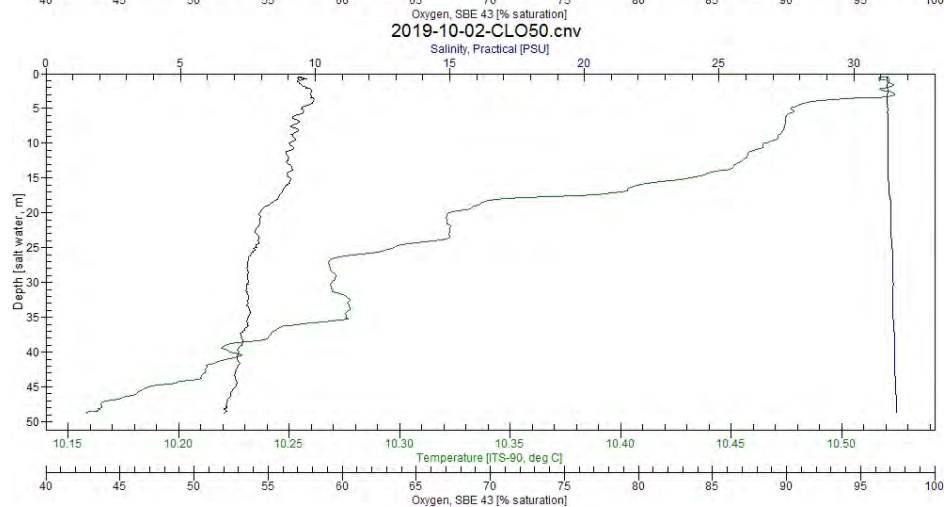 40 45 50 55 60 65 70 75 80 85 90 95 100
Oxygen, SBE 43 [% saturation]
2019-10-02-CLO50.cnv
Salinity, Practical [PSU]
0 5 10 15 20 25 30
0
5
10
15
20
25
30
35
40
45
50
Depth [salt water, m]
10.15 10.20 10.25 10.30 10.35 10.40 10.45 10.50
Temperature [ITS-90, deg C]
40 45 50 55 60 65 70 75 80 85 90 95 100
Oxygen, SBE 43 [% saturation]